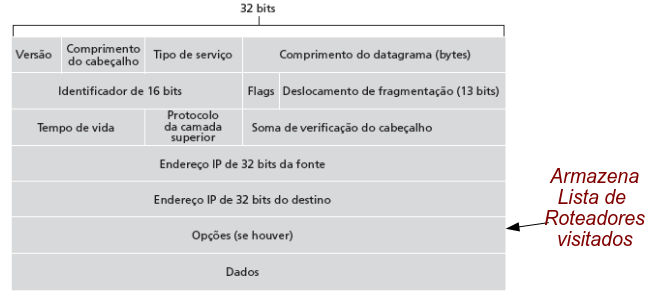 32 bits
Versão
Comprimento
do cabeçalho
Tipo de serviço
Comprimento do datagrama (bytes)
Identificador de 16 bits
Flags
Deslocamento de fragmentação (13 bits)
Tempo de vida
Protocolo
da camada
superior
Soma de verificação do cabeçalho
Endereço IP de 32 bits da fonte
Endereço IP de 32 bits do destino
Opções (se houver)
Dados
Armazena
Lista de
Roteadores
visitados